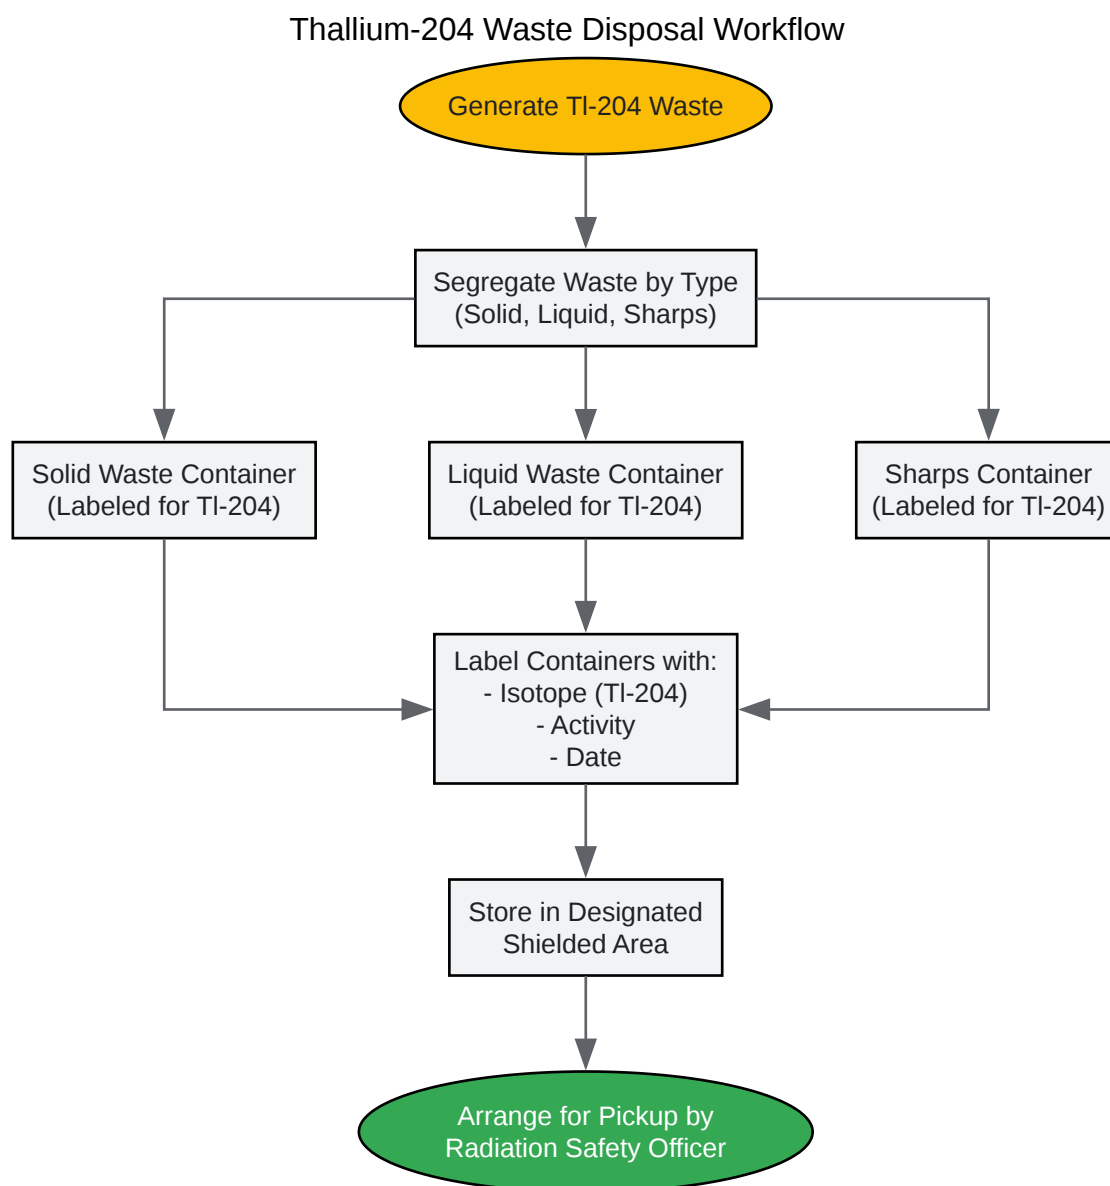 Thallium-204 Waste Disposal Workflow
Generate Tl-204 Waste
Segregate Waste by Type
(Solid, Liquid, Sharps)
Solid Waste Container
(Labeled for Tl-204)
Liquid Waste Container
(Labeled for Tl-204)
Sharps Container
(Labeled for Tl-204)
Label Containers with:
- Isotope (Tl-204)
- Activity
- Date
Store in Designated
Shielded Area
Arrange for Pickup by
Radiation Safety Officer